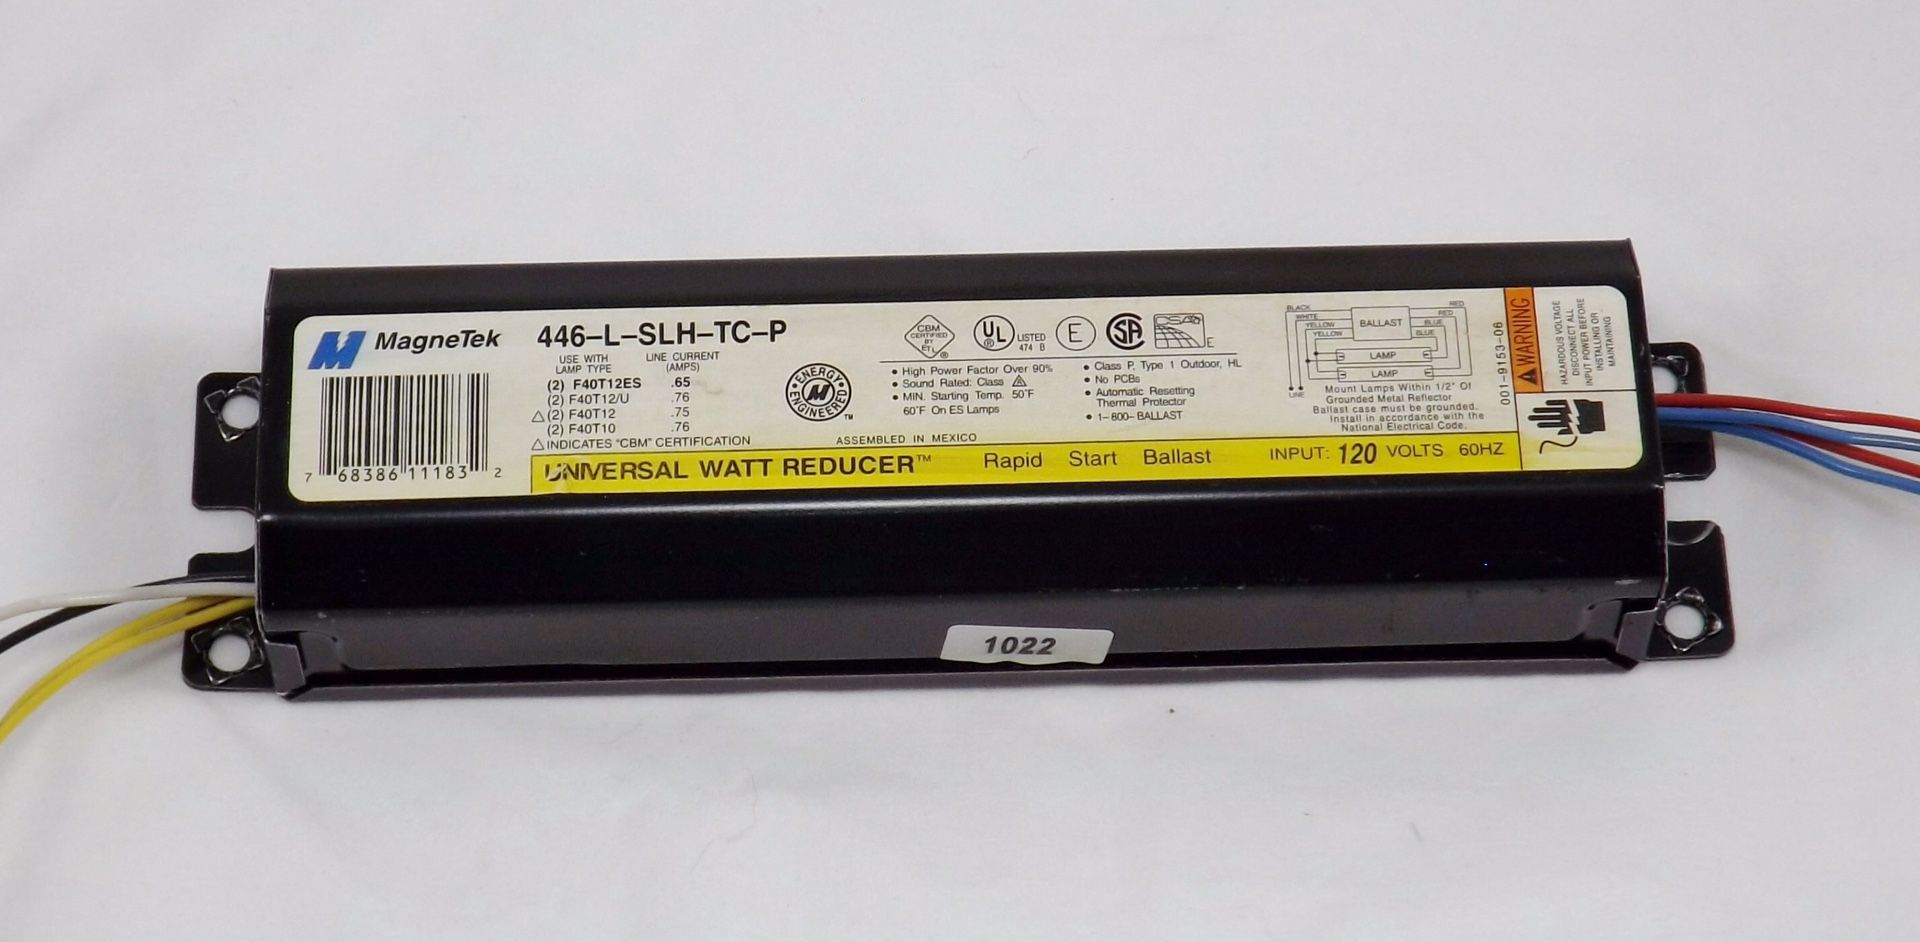 MagneTek
446-L-SLH-TC-P
USE WITH LAMP TYPE
LINE CURRENT (AMPS)
(2) F40T12ES .65
(2) F40T12/U .76
△(2) F40T12 .75
(2) F40T10 .76
△INDICATES "CBM" CERTIFICATION
7 68386 11183 2
ENERGY ENGINEERED M ™
ASSEMBLED IN MEXICO
CBM
CERTIFIED
BY
ETL ®
UL ®
LISTED
474 B
E
SA
E
• High Power Factor Over 90%
• Sound Rated: Class A
• MIN. Starting Temp. 50°F
60°F On ES Lamps
• Class P, Type 1 Outdoor, HL
• No PCBs
• Automatic Resetting
Thermal Protector
• 1-800-BALLAST
BLACK
WHITE
YELLOW
YELLOW
BALLAST
RED
RED
BLUE
BLUE
LAMP
LAMP
LINE
Mount Lamps Within 1/2" Of
Grounded Metal Reflector
Ballast case must be grounded.
Install in accordance with the
National Electrical Code.
001-9153-06
WARNING
HAZARDOUS VOLTAGE
DISCONNECT ALL
INPUT POWER BEFORE
INSTALLING OR
MAINTAINING
UNIVERSAL WATT REDUCER™ Rapid Start Ballast INPUT: 120 VOLTS 60HZ
1022